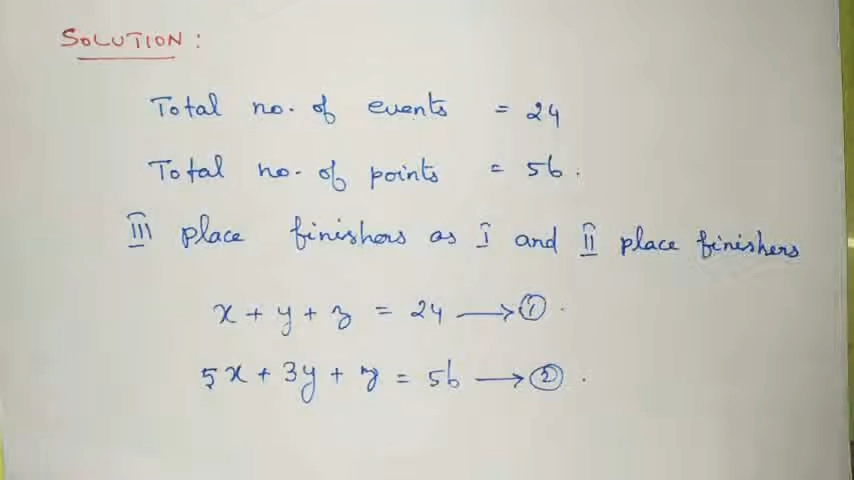 SOLUTION:
Total no. of events = 24
Total no. of points = 56.
III place finishers as I and II place finishers
x + y + z = 24 → ①.
5x + 3y + z = 56 → ②.